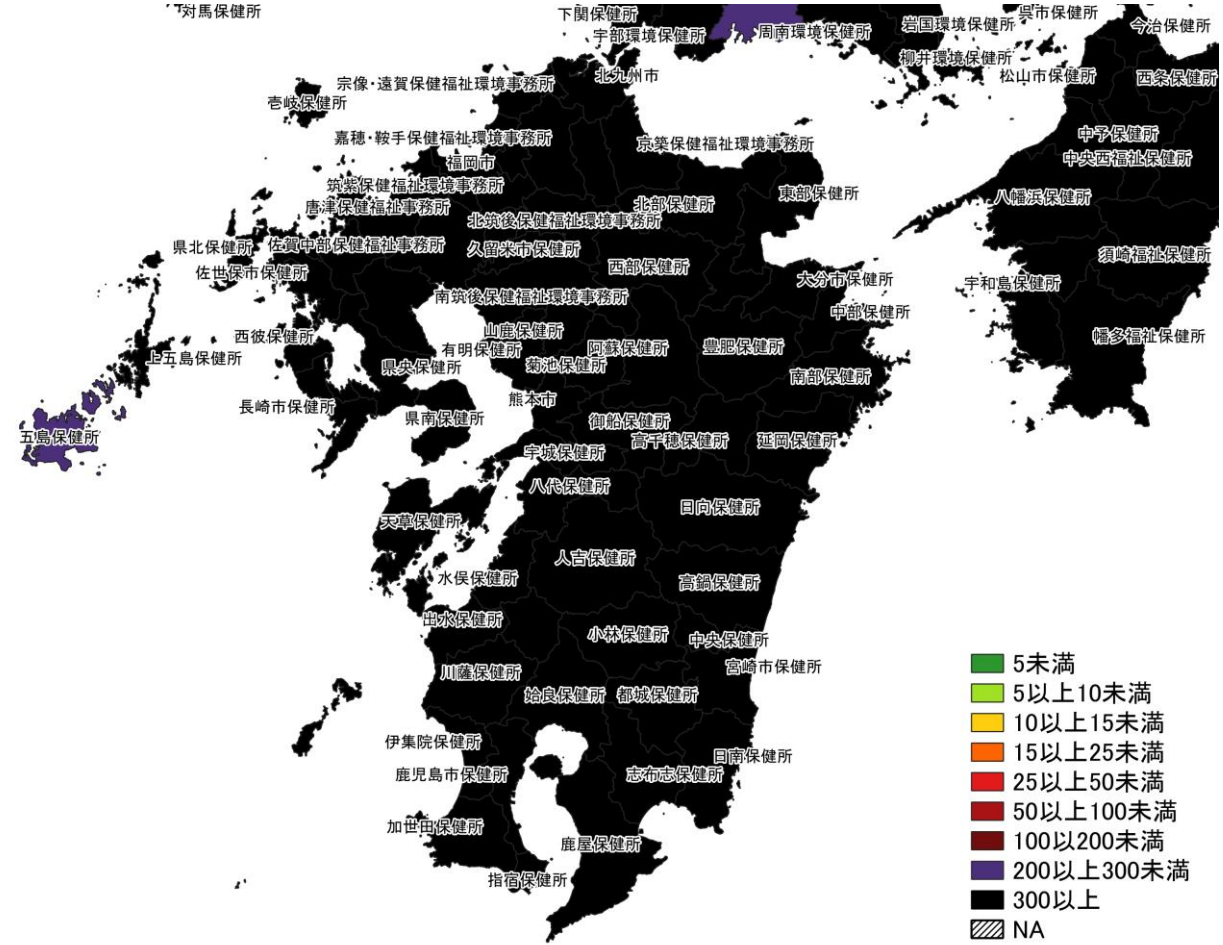 対馬保健所
下関保健所
宇部環境保健所
周南環境保健所
岩国環境保健所
呉市保健所
今治保健所
柳井環境保健所
松山市保健所
西条保健所
北九州市
宗像・遠賀保健福祉環境事務所
壱岐保健所
嘉穂・鞍手保健福祉環境事務所
京築保健福祉環境事務所
中予保健所
中央西福祉保健所
福岡市
筑紫保健福祉環境事務所
東部保健所
八幡浜保健所
唐津保健福祉事務所
北部保健所
北筑後保健福祉環境事務所
県北保健所
佐賀中部保健福祉事務所
久留米市保健所
須崎福祉保健所
佐世保市保健所
西部保健所
大分市保健所
宇和島保健所
南筑後保健福祉環境事務所
中部保健所
西彼保健所
山鹿保健所
幡多福祉保健所
有明保健所
阿蘇保健所
豊肥保健所
上五島保健所
県央保健所
菊池保健所
南部保健所
長崎市保健所
熊本市
県南保健所
御船保健所
五島保健所
高千穂保健所
延岡保健所
宇城保健所
八代保健所
日向保健所
天草保健所
人吉保健所
水俣保健所
高鍋保健所
出水保健所
小林保健所
中央保健所
宮崎市保健所
川薩保健所
姶良保健所
都城保健所
伊集院保健所
日南保健所
鹿児島市保健所
志布志保健所
加世田保健所
鹿屋保健所
指宿保健所
5未満
5以上10未満
10以上15未満
15以上25未満
25以上50未満
50以上100未満
100以200未満
200以上300未満
300以上
NA